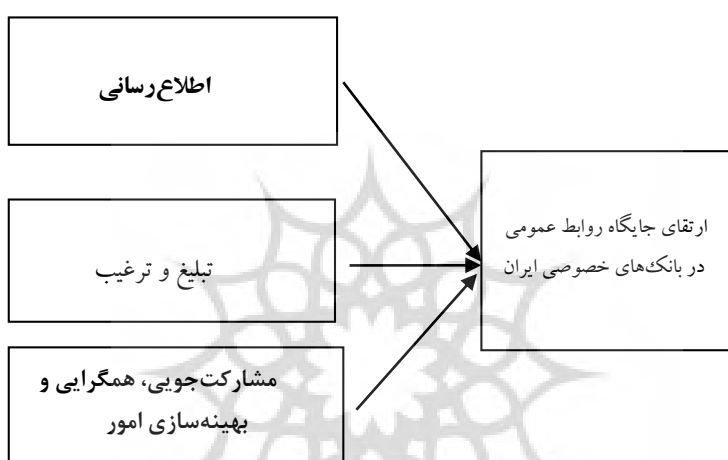 اطلاع‌رسانی
تبلیغ و ترغیب
مشارکت‌جویی، همگرایی و
بهینه‌سازی امور
ارتقای جایگاه روابط عمومی
در بانک‌های خصوصی ایران